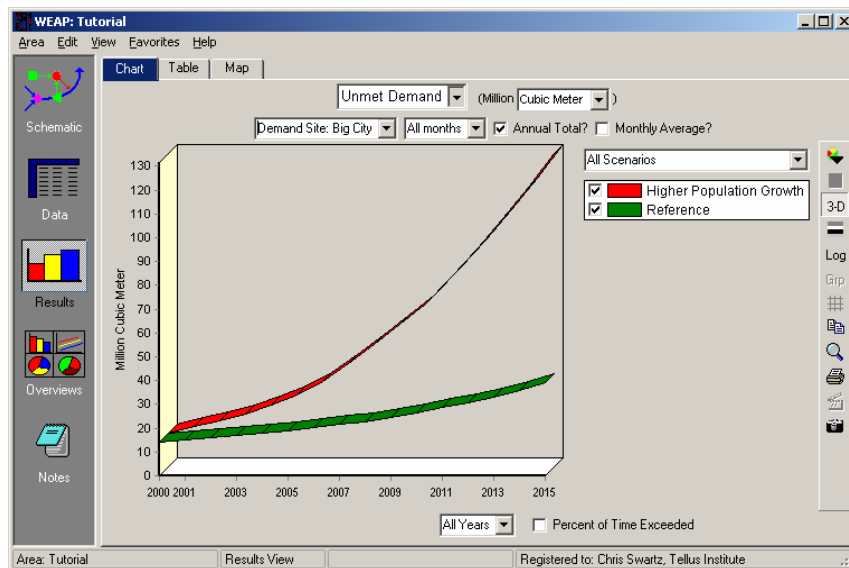 WEAP: Tutorial
Area Edit View Favorites Help
Chart Table Map
Unmet Demand (Million Cubic Meter )
Demand Site: Big City All months Annual Total? Monthly Average?
All Scenarios
Higher Population Growth
Reference
Schematic
Data
Results
Overviews
Notes
3-D
Log
Grp
Million Cubic Meter
130
120
110
100
90
80
70
60
50
40
30
20
10
0
2000 2001 2003 2005 2007 2009 2011 2013 2015
All Years Percent of Time Exceeded
Area: Tutorial Results View Registered to: Chris Swartz, Tellus Institute